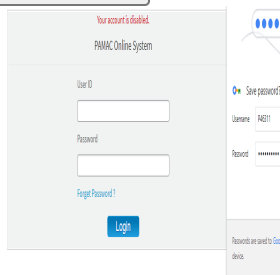 Your account is disabled.
PAMAC Online System
User ID
Password
Forget Password ?
Login
Save password?
Username
Password
Passwords are saved to Goo
device.